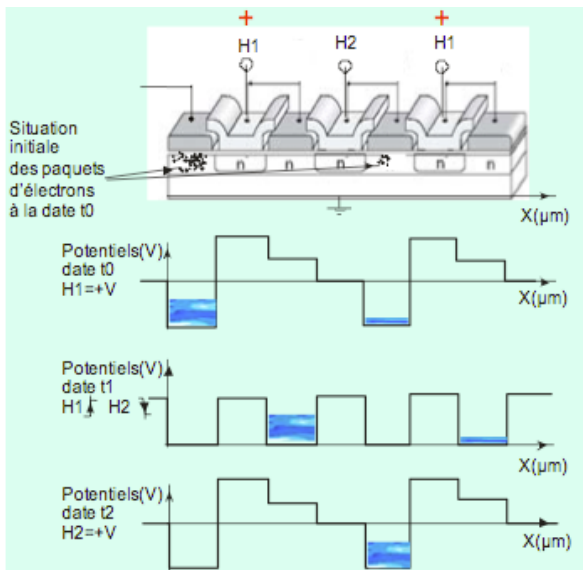 + +
H1 H2 H1
Situation
initiale
des paquets
d'électrons
à la date t0
n n n n n
X(µm)
Potentiels(V)
date t0
H1=+V
X(µm)
Potentiels(V)
date t1
H1 H2
X(µm)
Potentiels(V)
date t2
H2=+V
X(µm)